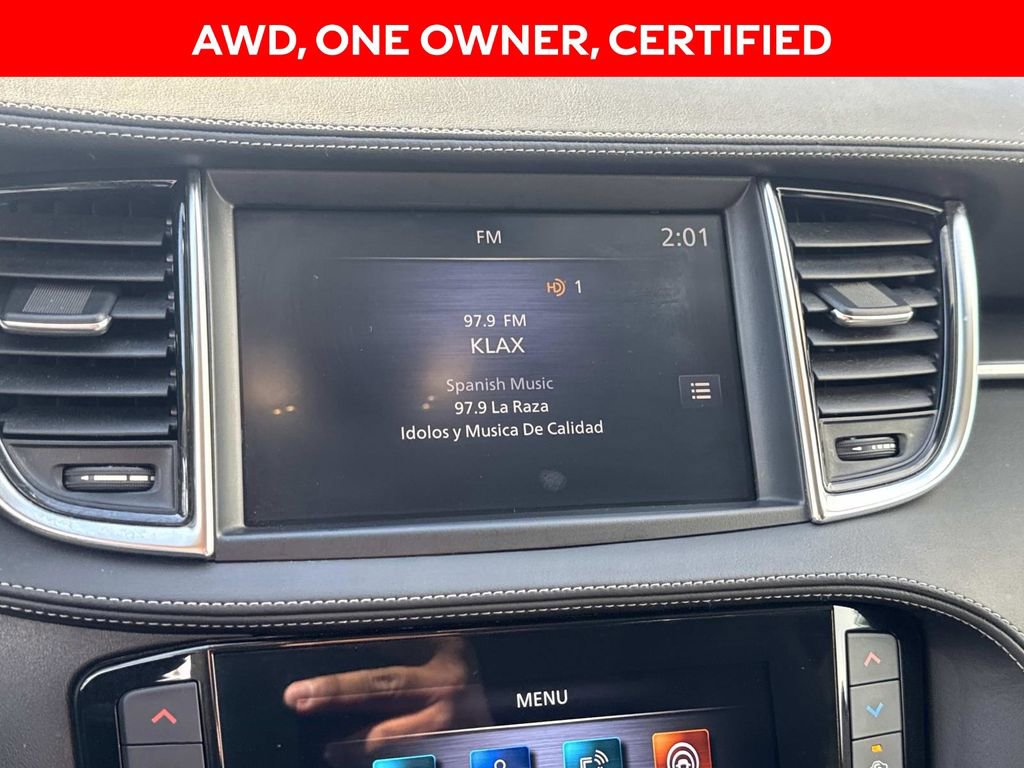 AWD, ONE OWNER, CERTIFIED
FM 2:01
HD 1
97.9 FM
KLAX
Spanish Music
97.9 La Raza
Idolos y Musica De Calidad
MENU